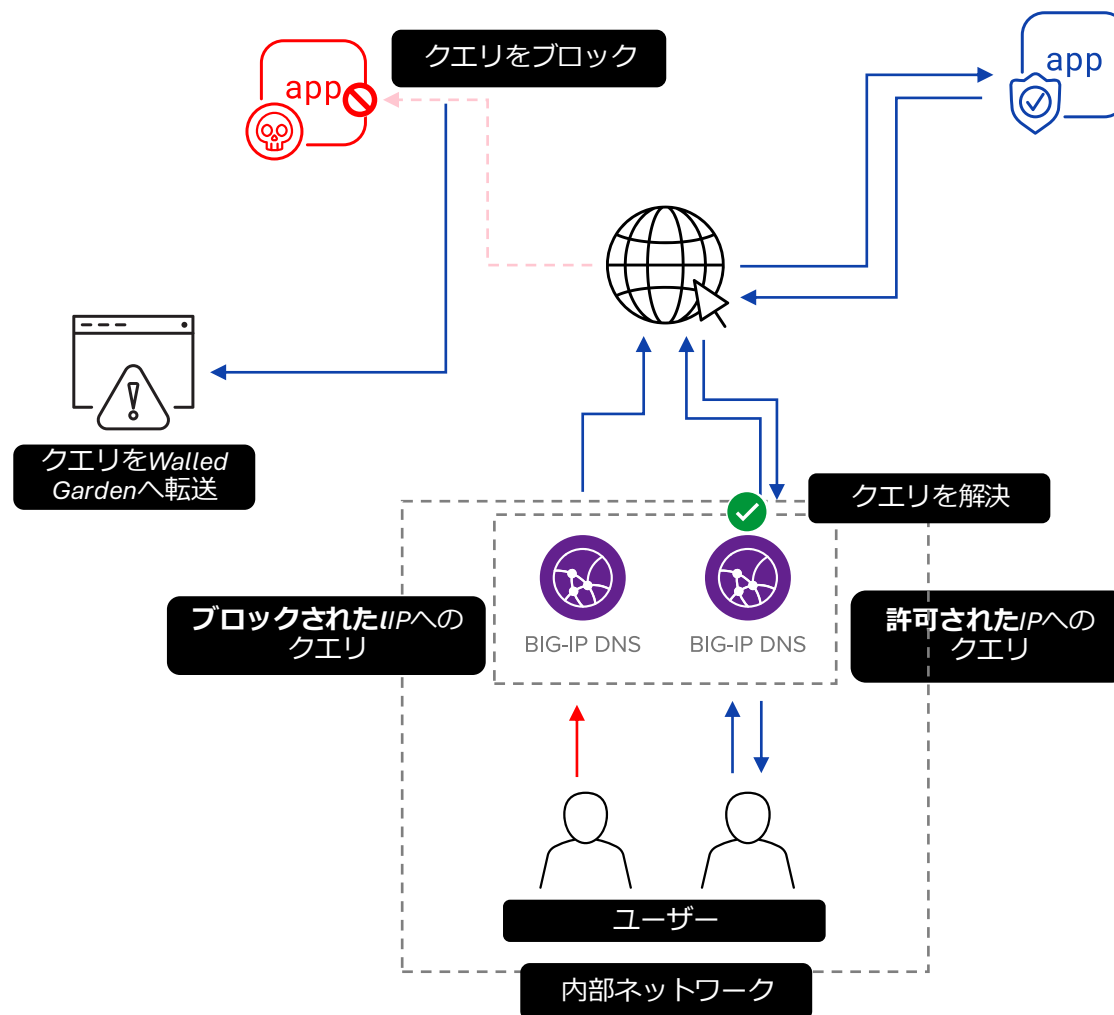 クエリをブロック
app
app
クエリをWalled
Gardenへ転送
クエリを解決
ブロックされたlIPへの
クエリ
BIG-IP DNS
BIG-IP DNS
許可されたIPへの
クエリ
ユーザー
内部ネットワーク